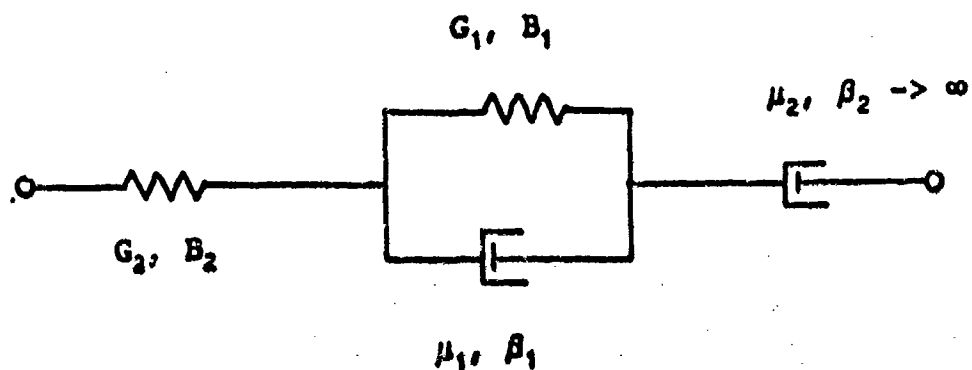 G₁, B₁
μ₂, β₂ -> ∞
G₂, B₂
μ₁, β₁